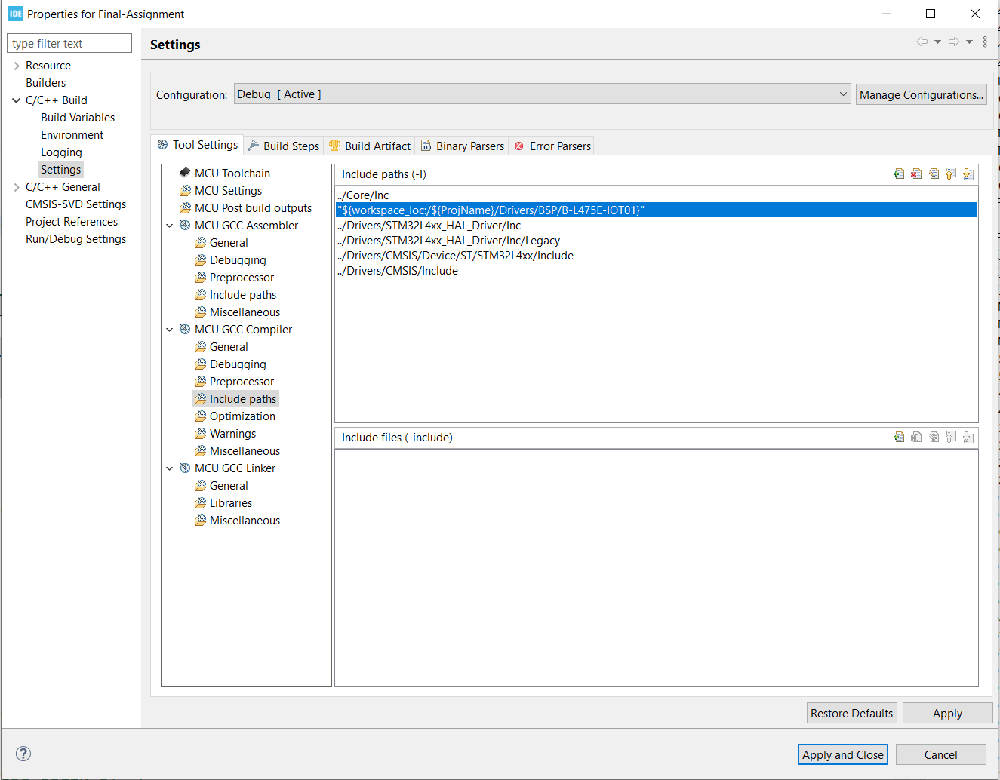 IDE Properties for Final-Assignment
type filter text
Resource
Builders
C/C++ Build
Build Variables
Environment
Logging
Settings
C/C++ General
CMSIS-SVD Settings
Project References
Run/Debug Settings
Settings
Configuration: Debug [ Active ] Manage Configurations...
Tool Settings Build Steps Build Artifact Binary Parsers Error Parsers
MCU Toolchain
MCU Settings
MCU Post build outputs
MCU GCC Assembler
General
Debugging
Preprocessor
Include paths
Miscellaneous
MCU GCC Compiler
General
Debugging
Preprocessor
Include paths
Optimization
Warnings
Miscellaneous
MCU GCC Linker
General
Libraries
Miscellaneous
Include paths (-I)
../Core/Inc
"${workspace_loc:/${ProjName}/Drivers/BSP/B-L475E-IOT01}"
../Drivers/STM32L4xx_HAL_Driver/Inc
../Drivers/STM32L4xx_HAL_Driver/Inc/Legacy
../Drivers/CMSIS/Device/ST/STM32L4xx/Include
../Drivers/CMSIS/Include
Include files (-include)
Restore Defaults Apply
? Apply and Close Cancel